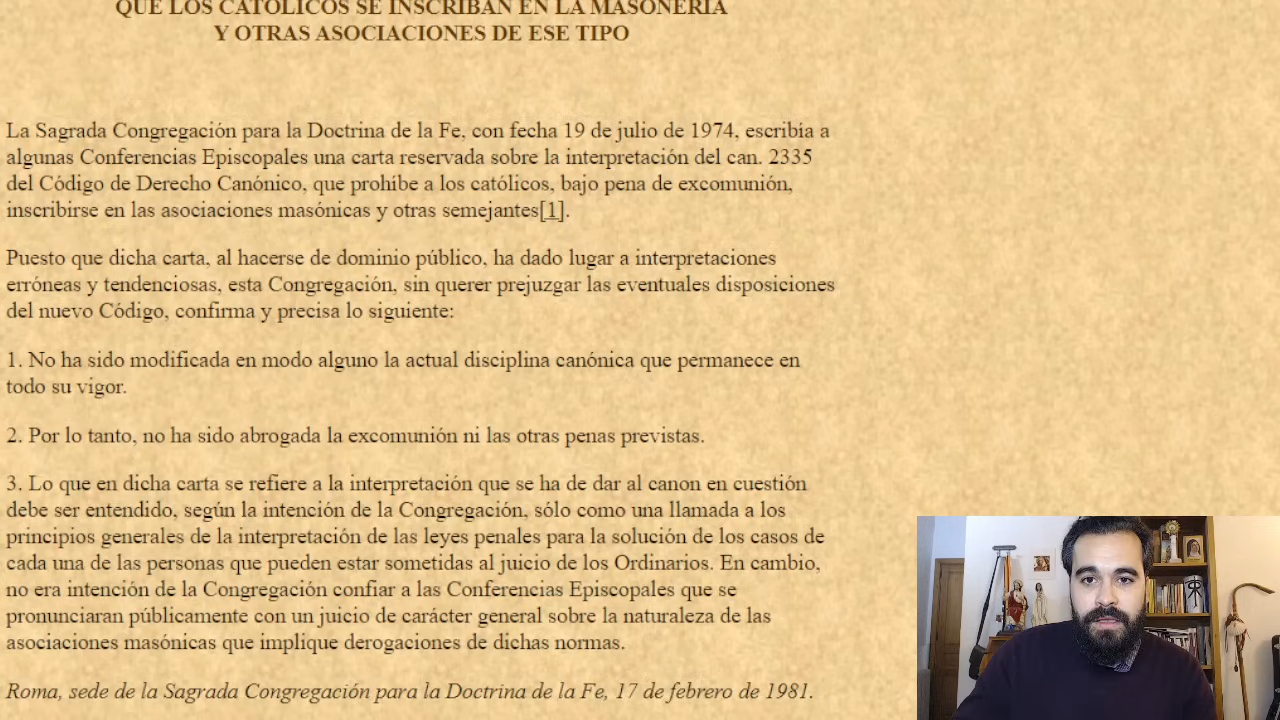 QUE LOS CATÓLICOS SE INSCRIBAN EN LA MASONERÍA
Y OTRAS ASOCIACIONES DE ESE TIPO
La Sagrada Congregación para la Doctrina de la Fe, con fecha 19 de julio de 1974, escribía a
algunas Conferencias Episcopales una carta reservada sobre la interpretación del can. 2335
del Código de Derecho Canónico, que prohíbe a los católicos, bajo pena de excomunión,
inscribirse en las asociaciones masónicas y otras semejantes[1].
Puesto que dicha carta, al hacerse de dominio público, ha dado lugar a interpretaciones
erróneas y tendenciosas, esta Congregación, sin querer prejuzgar las eventuales disposiciones
del nuevo Código, confirma y precisa lo siguiente:
1. No ha sido modificada en modo alguno la actual disciplina canónica que permanece en
todo su vigor.
2. Por lo tanto, no ha sido abrogada la excomunión ni las otras penas previstas.
3. Lo que en dicha carta se refiere a la interpretación que se ha de dar al canon en cuestión
debe ser entendido, según la intención de la Congregación, sólo como una llamada a los
principios generales de la interpretación de las leyes penales para la solución de los casos de
cada una de las personas que pueden estar sometidas al juicio de los Ordinarios. En cambio,
no era intención de la Congregación confiar a las Conferencias Episcopales que se
pronunciaran públicamente con un juicio de carácter general sobre la naturaleza de las
asociaciones masónicas que implique derogaciones de dichas normas.
Roma, sede de la Sagrada Congregación para la Doctrina de la Fe, 17 de febrero de 1981.